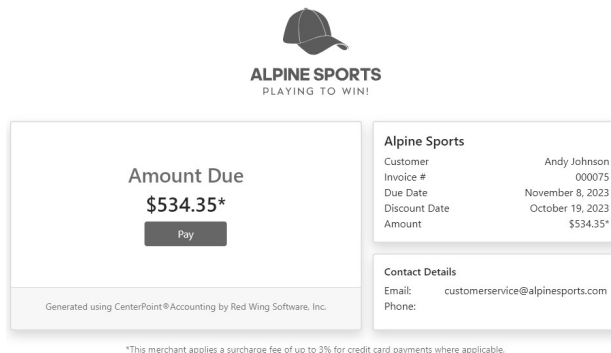 ALPINE SPORTS
PLAYING TO WIN!
Amount Due
$534.35*
Pay
Generated using CenterPoint®Accounting by Red Wing Software, Inc.
Alpine Sports
Customer Andy Johnson
Invoice # 000075
Due Date November 8, 2023
Discount Date October 19, 2023
Amount $534.35*
Contact Details
Email: customerservice@alpinesports.com
Phone:
*This merchant applies a surcharge fee of up to 3% for credit card payments where applicable.